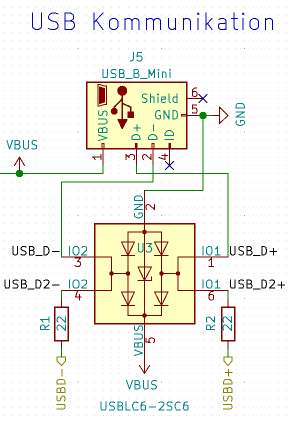 USB Kommunikation
J5
USB_B_Mini
Shield 6
GND 5
GND
VBUS D+ D- ID
1 3 2 4
VBUS
GND
2
USB_D- IO2 IO1 USB_D+
3 1
U3
USB_D2- IO2 IO1 USB_D2+
4 6
R1 22
R2 22
VBUS
5
USBD-
USBD+
VBUS
USBLC6-2SC6